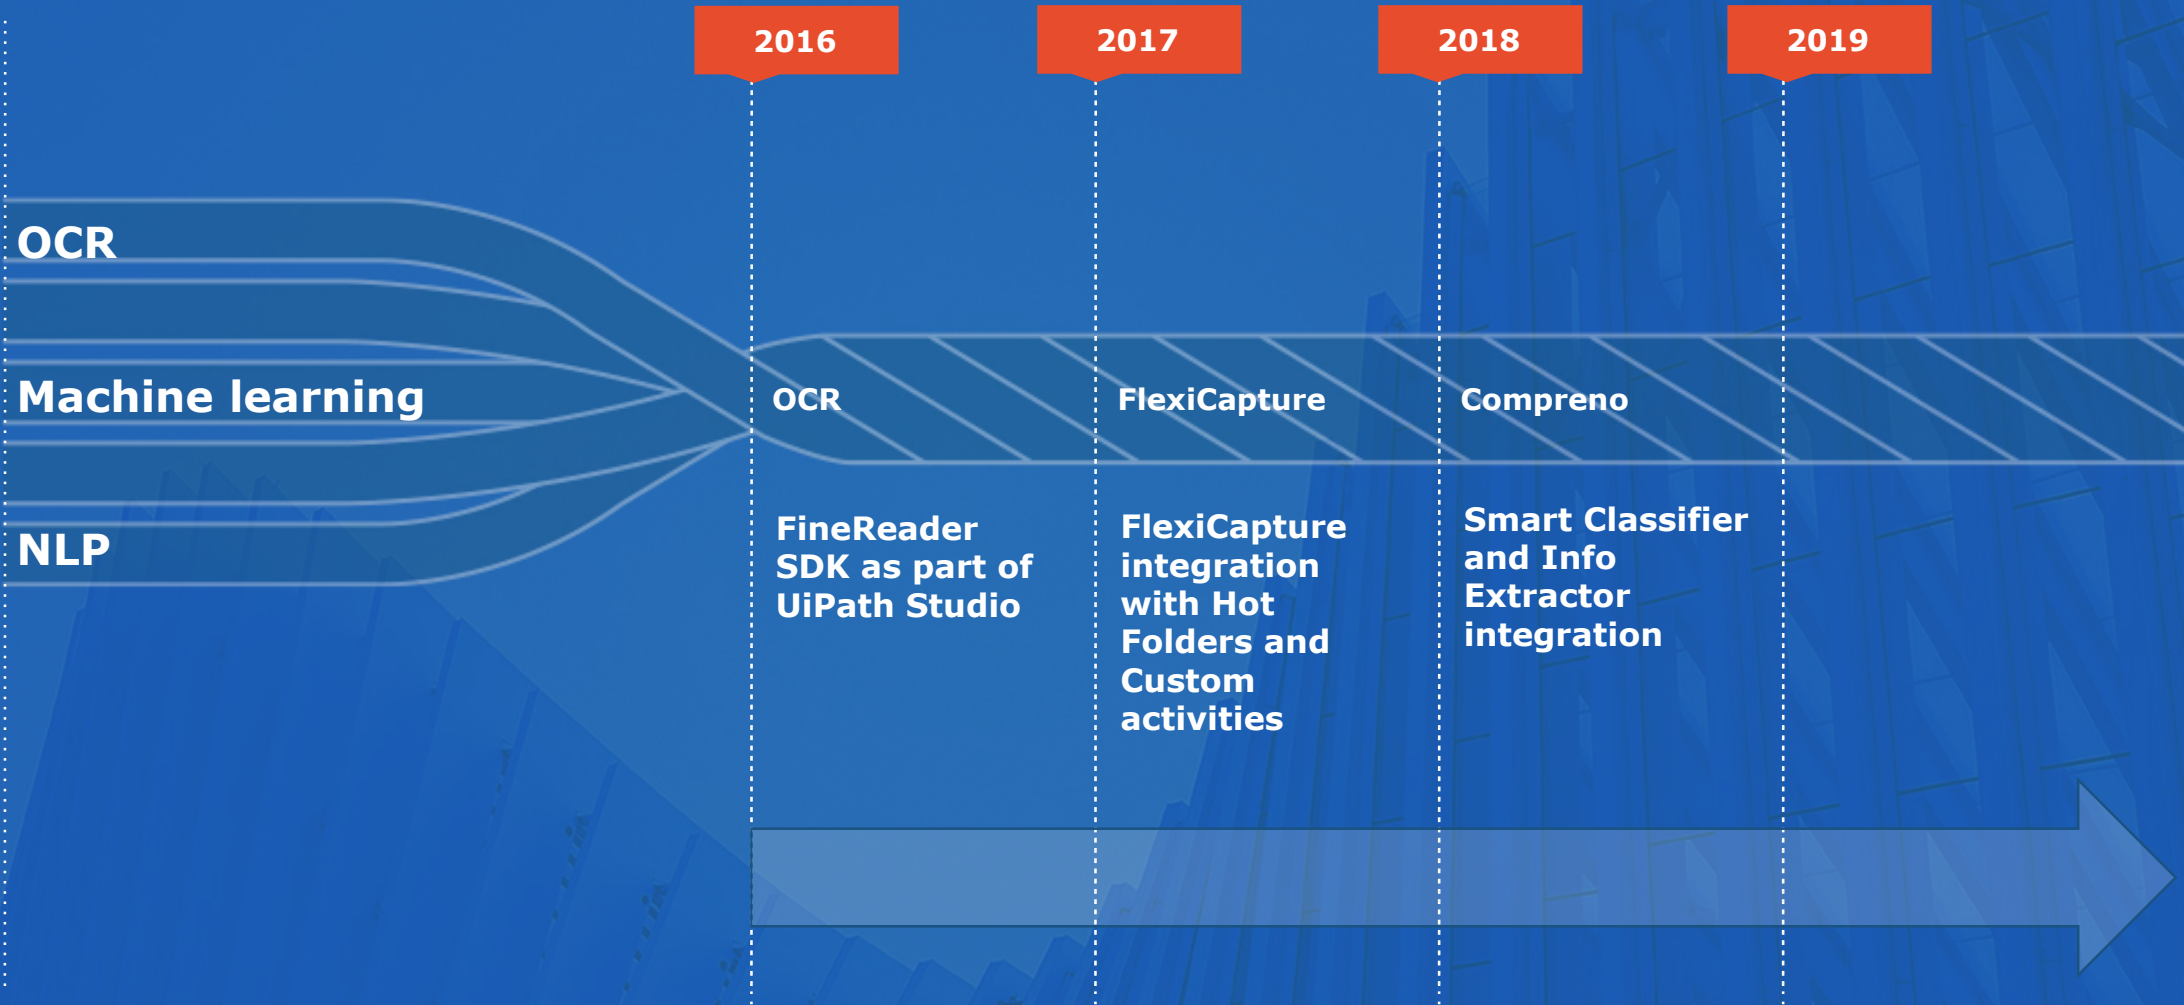 2016
2017
2018
2019
OCR
Machine learning
NLP
OCR
FlexiCapture
Compreno
FineReader
SDK as part of
UiPath Studio
FlexiCapture
integration
with Hot
Folders and
Custom
activities
Smart Classifier
and Info
Extractor
integration